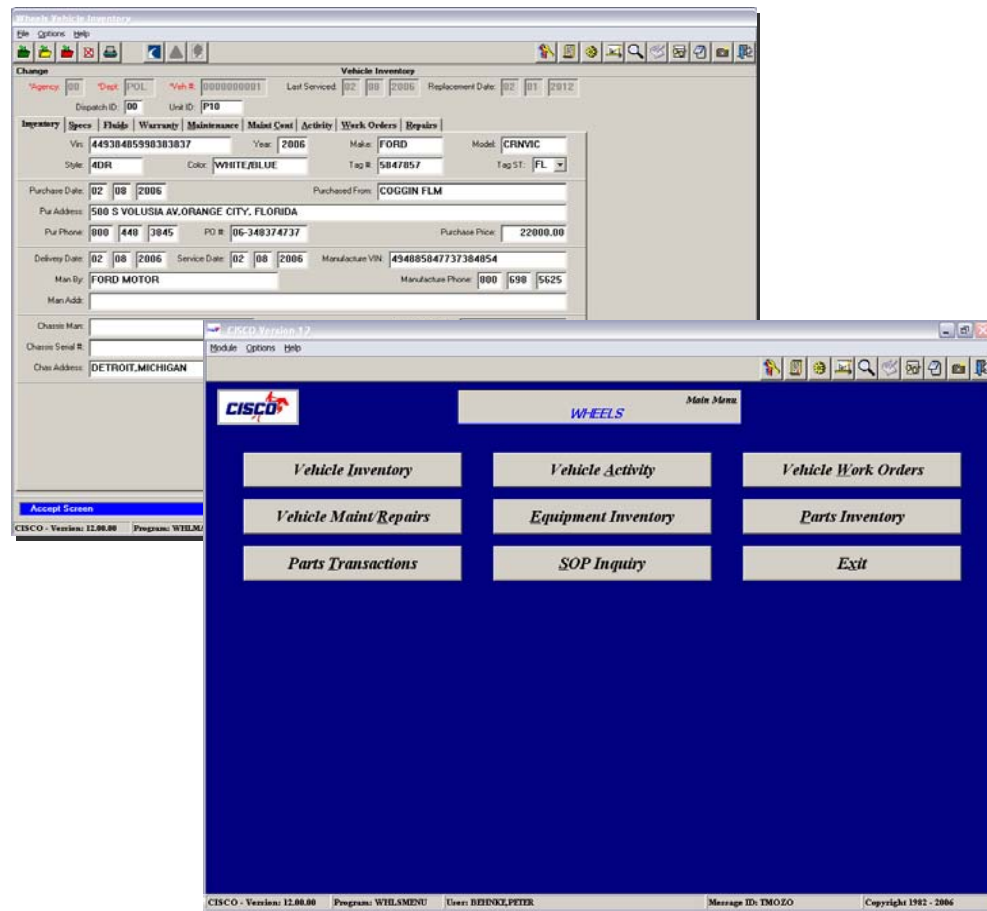 Wheels Vehicle Inventory
File Options Help
Change Vehicle Inventory
*Agency: 00 *Dept: POL *Veh #: 0000000001 Last Serviced: 02 08 2006 Replacement Date: 02 01 2012
Dispatch ID: 00 Unit ID: P10
Inventory Specs Fluids Warranty Maintenance Maint Cont Activity Work Orders Repairs
Vin: 44938485998383837 Year: 2006 Make: FORD Model: CRNVIC
Style: 4DR Color: WHITE/BLUE Tag #: 5847857 Tag ST: FL
Purchase Date: 02 08 2006 Purchased From: COGGIN FLM
Pur Address: 500 S VOLUSIA AV,ORANGE CITY, FLORIDA
Pur Phone: 800 448 3845 PO #: 06-348374737 Purchase Price: 22000.00
Delivery Date: 02 08 2006 Service Date: 02 08 2006 Manufacture VIN: 494885847737384854
Man By: FORD MOTOR Manufacture Phone: 800 698 5625
Man Addr:
Chassis Man:
Chassis Serial #:
Chas Address: DETROIT,MICHIGAN
Accept Screen
CISCO - Version: 12.00.00 Program:
CISCO Version 12
Module Options Help
CISCO
Main Menu
WHEELS
Vehicle Inventory Vehicle Activity Vehicle Work Orders
Vehicle Maint/Repairs Equipment Inventory Parts Inventory
Parts Transactions SOP Inquiry Exit
CISCO - Version: 12.00.00 Program: WHLSMENU User: BEHNKE,PETER Message ID: TMOZO Copyright 1982 - 2006